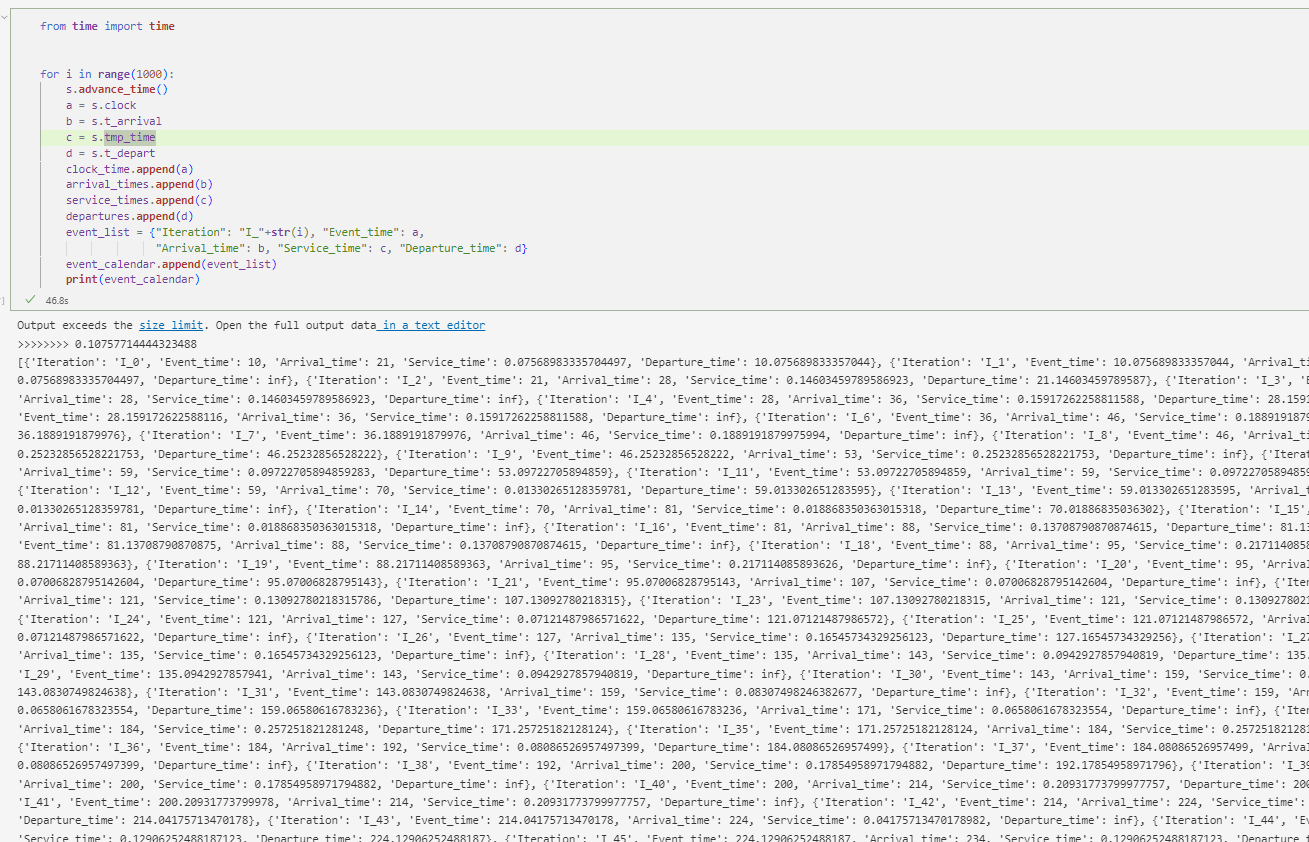 from time import time
for i in range(1000):
s.advance_time()
a = s.clock
b = s.t_arrival
c = s.tmp_time
d = s.t_depart
clock_time.append(a)
arrival_times.append(b)
service_times.append(c)
departures.append(d)
event_list = {"Iteration": "I_"+str(i), "Event_time": a,
"Arrival_time": b, "Service_time": c, "Departure_time": d}
event_calendar.append(event_list)
print(event_calendar)
46.8s
Output exceeds the size limit. Open the full output data in a text editor
>>>>>>>> 0.10757714444323488
[{'Iteration': 'I_0', 'Event_time': 10, 'Arrival_time': 21, 'Service_time': 0.07568983335704497, 'Departure_time': 10.075689833357044}, {'Iteration': 'I_1', 'Event_time': 10.075689833357044, 'Arrival_ti
0.07568983335704497, 'Departure_time': inf}, {'Iteration': 'I_2', 'Event_time': 21, 'Arrival_time': 28, 'Service_time': 0.14603459789586923, 'Departure_time': 21.14603459789587}, {'Iteration': 'I_3', 'E
'Arrival_time': 28, 'Service_time': 0.14603459789586923, 'Departure_time': inf}, {'Iteration': 'I_4', 'Event_time': 28, 'Arrival_time': 36, 'Service_time': 0.15917262258811588, 'Departure_time': 28.1591
'Event_time': 28.159172622588116, 'Arrival_time': 36, 'Service_time': 0.15917262258811588, 'Departure_time': inf}, {'Iteration': 'I_6', 'Event_time': 36, 'Arrival_time': 46, 'Service_time': 0.1889191879
36.1889191879976}, {'Iteration': 'I_7', 'Event_time': 36.1889191879976, 'Arrival_time': 46, 'Service_time': 0.1889191879975994, 'Departure_time': inf}, {'Iteration': 'I_8', 'Event_time': 46, 'Arrival_t
0.25232856528221753, 'Departure_time': 46.25232856528222}, {'Iteration': 'I_9', 'Event_time': 46.25232856528222, 'Arrival_time': 53, 'Service_time': 0.25232856528221753, 'Departure_time': inf}, {'Itera
'Arrival_time': 59, 'Service_time': 0.09722705894859283, 'Departure_time': 53.09722705894859}, {'Iteration': 'I_11', 'Event_time': 53.09722705894859, 'Arrival_time': 59, 'Service_time': 0.0972270589485
{'Iteration': 'I_12', 'Event_time': 59, 'Arrival_time': 70, 'Service_time': 0.01330265128359781, 'Departure_time': 59.013302651283595}, {'Iteration': 'I_13', 'Event_time': 59.013302651283595, 'Arrival_t
0.01330265128359781, 'Departure_time': inf}, {'Iteration': 'I_14', 'Event_time': 70, 'Arrival_time': 81, 'Service_time': 0.018868350363015318, 'Departure_time': 70.01886835036302}, {'Iteration': 'I_15',
'Arrival_time': 81, 'Service_time': 0.018868350363015318, 'Departure_time': inf}, {'Iteration': 'I_16', 'Event_time': 81, 'Arrival_time': 88, 'Service_time': 0.13708790870874615, 'Departure_time': 81.13
'Event_time': 81.13708790870875, 'Arrival_time': 88, 'Service_time': 0.13708790870874615, 'Departure_time': inf}, {'Iteration': 'I_18', 'Event_time': 88, 'Arrival_time': 95, 'Service_time': 0.2171140858
88.21711408589363}, {'Iteration': 'I_19', 'Event_time': 88.21711408589363, 'Arrival_time': 95, 'Service_time': 0.217114085893626, 'Departure_time': inf}, {'Iteration': 'I_20', 'Event_time': 95, 'Arrival
0.07006828795142604, 'Departure_time': 95.07006828795143}, {'Iteration': 'I_21', 'Event_time': 95.07006828795143, 'Arrival_time': 107, 'Service_time': 0.07006828795142604, 'Departure_time': inf}, {'Iter
'Arrival_time': 121, 'Service_time': 0.13092780218315786, 'Departure_time': 107.13092780218315}, {'Iteration': 'I_23', 'Event_time': 107.13092780218315, 'Arrival_time': 121, 'Service_time': 0.1309278021
{'Iteration': 'I_24', 'Event_time': 121, 'Arrival_time': 127, 'Service_time': 0.07121487986571622, 'Departure_time': 121.07121487986572}, {'Iteration': 'I_25', 'Event_time': 121.07121487986572, 'Arrival
0.07121487986571622, 'Departure_time': inf}, {'Iteration': 'I_26', 'Event_time': 127, 'Arrival_time': 135, 'Service_time': 0.16545734329256123, 'Departure_time': 127.16545734329256}, {'Iteration': 'I_27
'Arrival_time': 135, 'Service_time': 0.16545734329256123, 'Departure_time': inf}, {'Iteration': 'I_28', 'Event_time': 135, 'Arrival_time': 143, 'Service_time': 0.0942927857940819, 'Departure_time': 135.
'I_29', 'Event_time': 135.0942927857941, 'Arrival_time': 143, 'Service_time': 0.0942927857940819, 'Departure_time': inf}, {'Iteration': 'I_30', 'Event_time': 143, 'Arrival_time': 159, 'Service_time': 0.
143.0830749824638}, {'Iteration': 'I_31', 'Event_time': 143.0830749824638, 'Arrival_time': 159, 'Service_time': 0.08307498246382677, 'Departure_time': inf}, {'Iteration': 'I_32', 'Event_time': 159, 'Arr
0.0658061678323554, 'Departure_time': 159.06580616783236}, {'Iteration': 'I_33', 'Event_time': 159.06580616783236, 'Arrival_time': 171, 'Service_time': 0.0658061678323554, 'Departure_time': inf}, {'Iter
'Arrival_time': 184, 'Service_time': 0.257251821281248, 'Departure_time': 171.25725182128124}, {'Iteration': 'I_35', 'Event_time': 171.25725182128124, 'Arrival_time': 184, 'Service_time': 0.25725182128
{'Iteration': 'I_36', 'Event_time': 184, 'Arrival_time': 192, 'Service_time': 0.08086526957497399, 'Departure_time': 184.08086526957499}, {'Iteration': 'I_37', 'Event_time': 184.08086526957499, 'Arrival
0.08086526957497399, 'Departure_time': inf}, {'Iteration': 'I_38', 'Event_time': 192, 'Arrival_time': 200, 'Service_time': 0.17854958971794882, 'Departure_time': 192.17854958971796}, {'Iteration': 'I_39
'Arrival_time': 200, 'Service_time': 0.17854958971794882, 'Departure_time': inf}, {'Iteration': 'I_40', 'Event_time': 200, 'Arrival_time': 214, 'Service_time': 0.20931773799977757, 'Departure_time': 200
'I_41', 'Event_time': 200.20931773799978, 'Arrival_time': 214, 'Service_time': 0.20931773799977757, 'Departure_time': inf}, {'Iteration': 'I_42', 'Event_time': 214, 'Arrival_time': 224, 'Service_time':
'Departure_time': 214.04175713470178}, {'Iteration': 'I_43', 'Event_time': 214.04175713470178, 'Arrival_time': 224, 'Service_time': 0.04175713470178982, 'Departure_time': inf}, {'Iteration': 'I_44', 'Ev
'Service_time': 0.12906252488187123, 'Departure_time': 224.12906252488187}, {'Iteration': 'I_45', 'Event_time': 224.12906252488187, 'Arrival_time': 234, 'Service_time': 0.12906252488187123, 'Departure_t